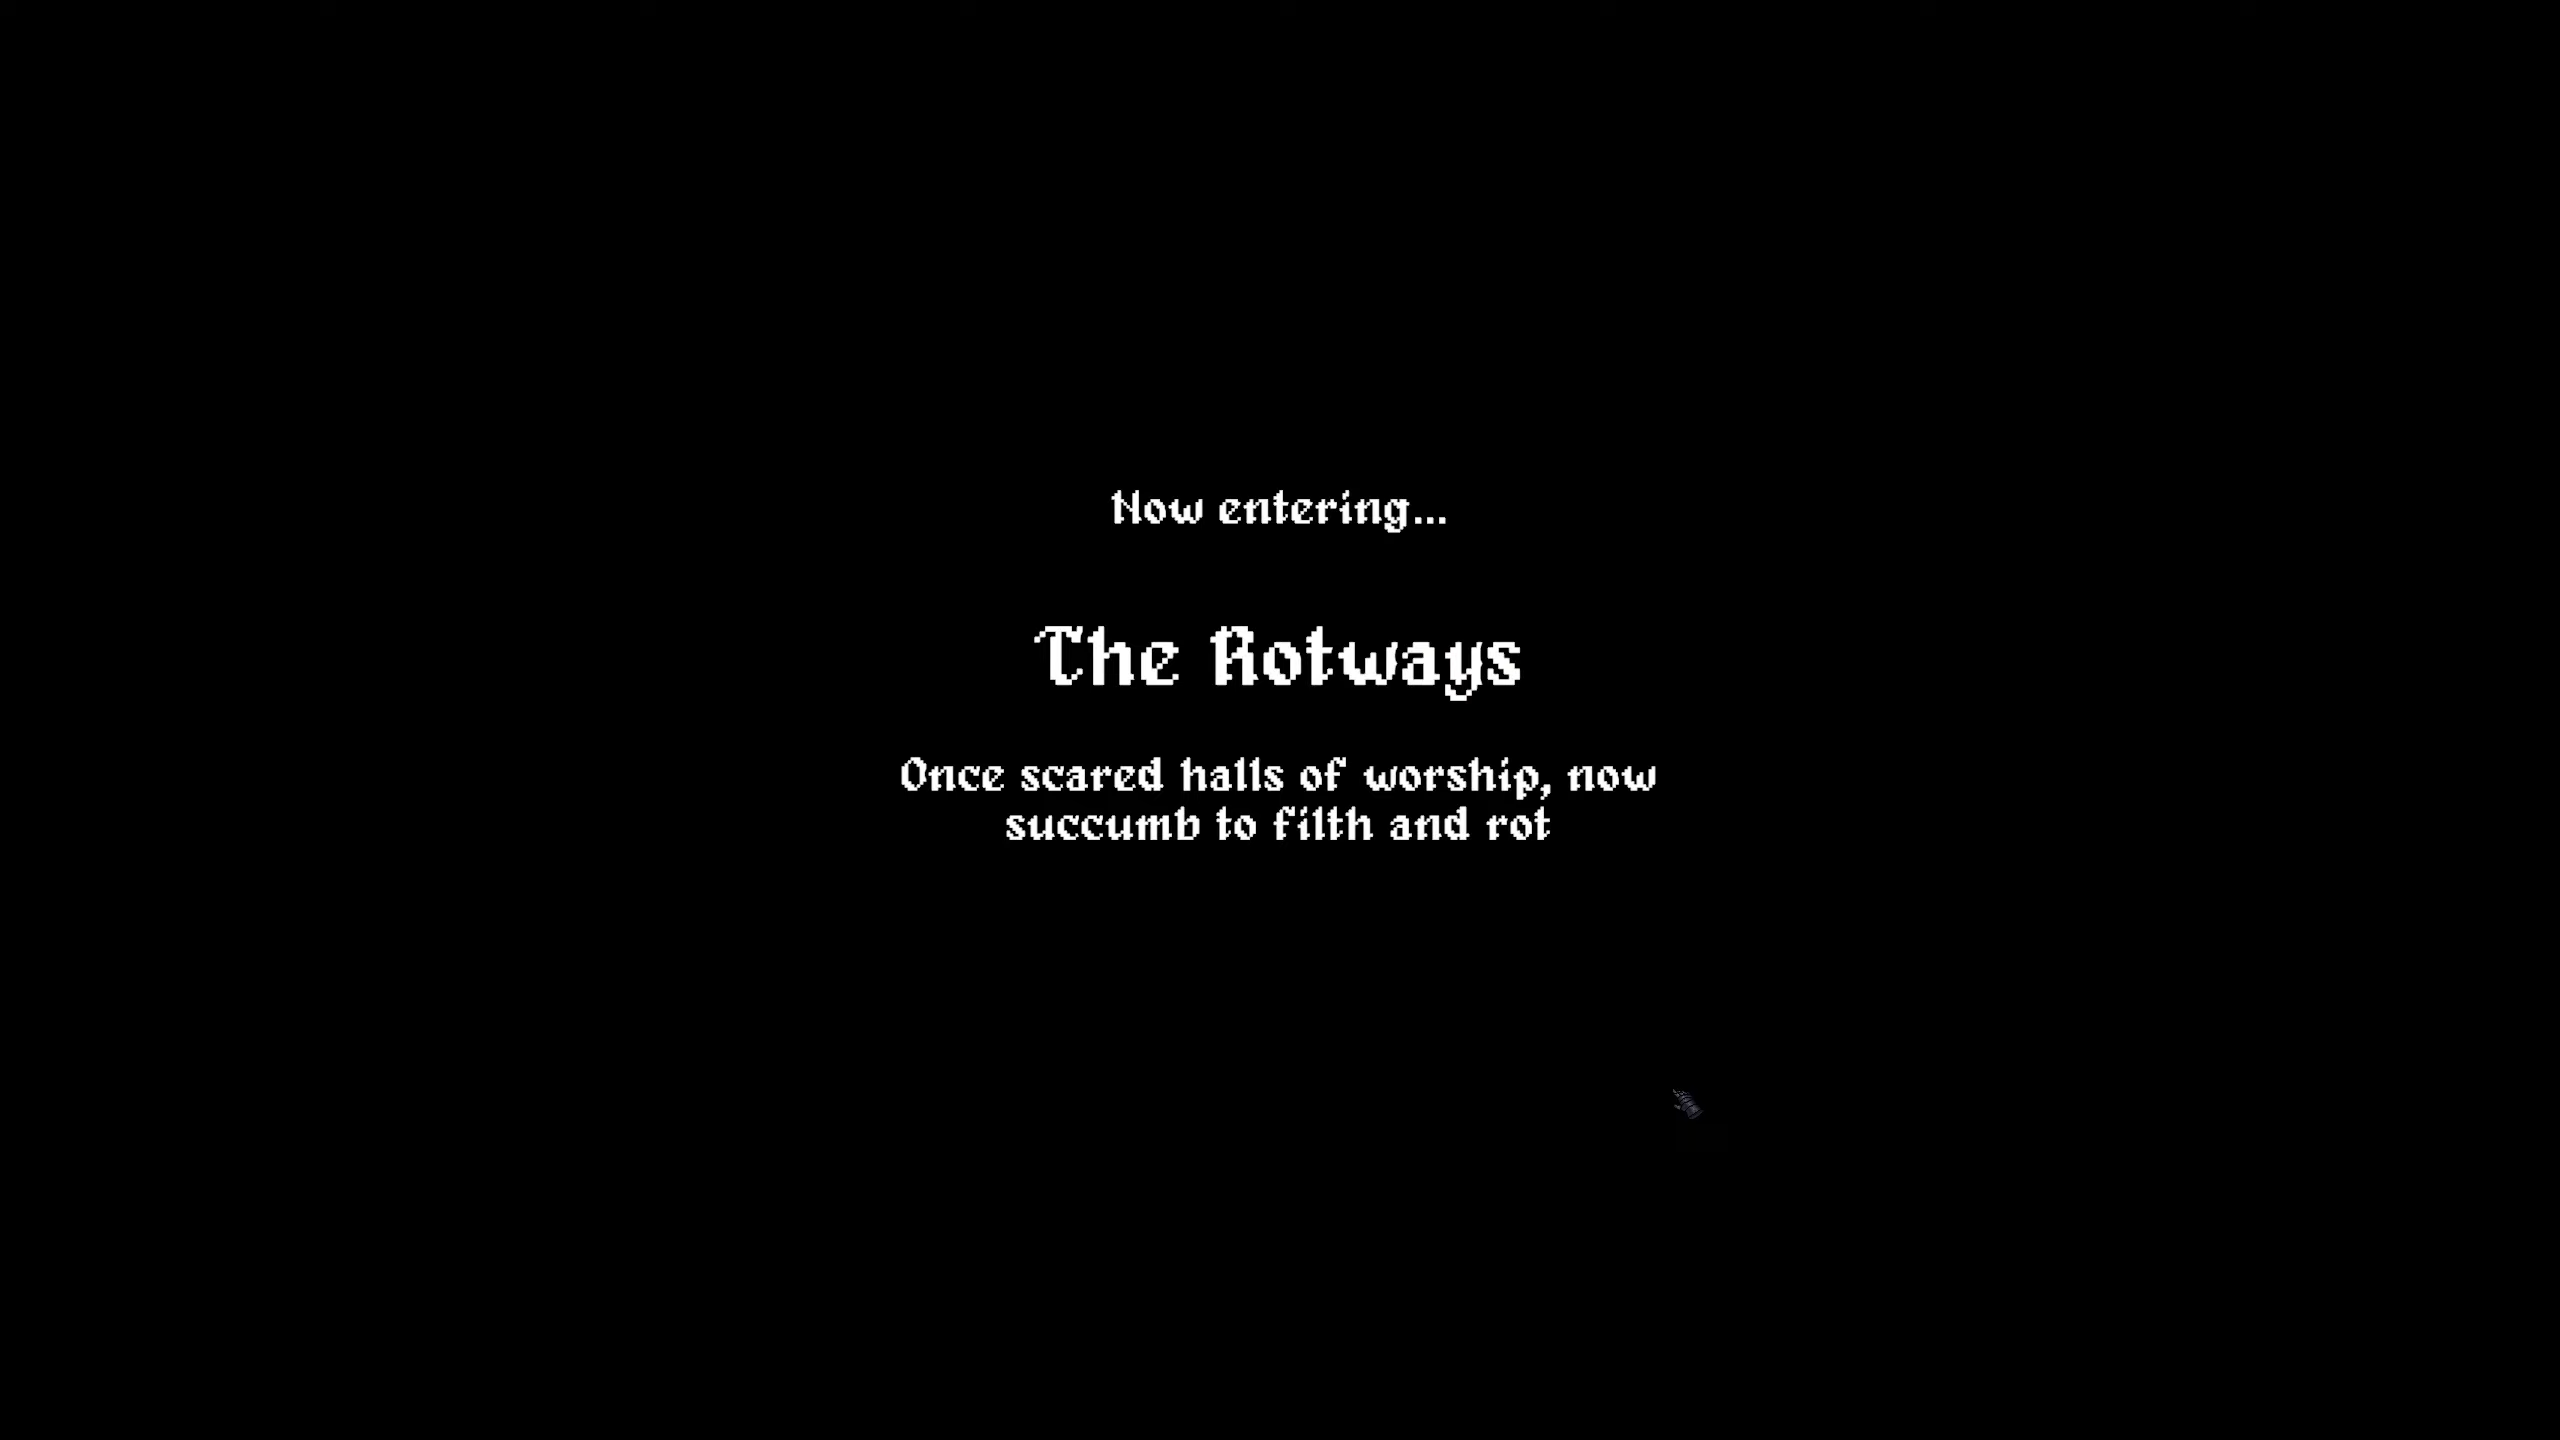 Now entering...
The Rotways
Once scared halls of worship, now
succumb to filth and rot